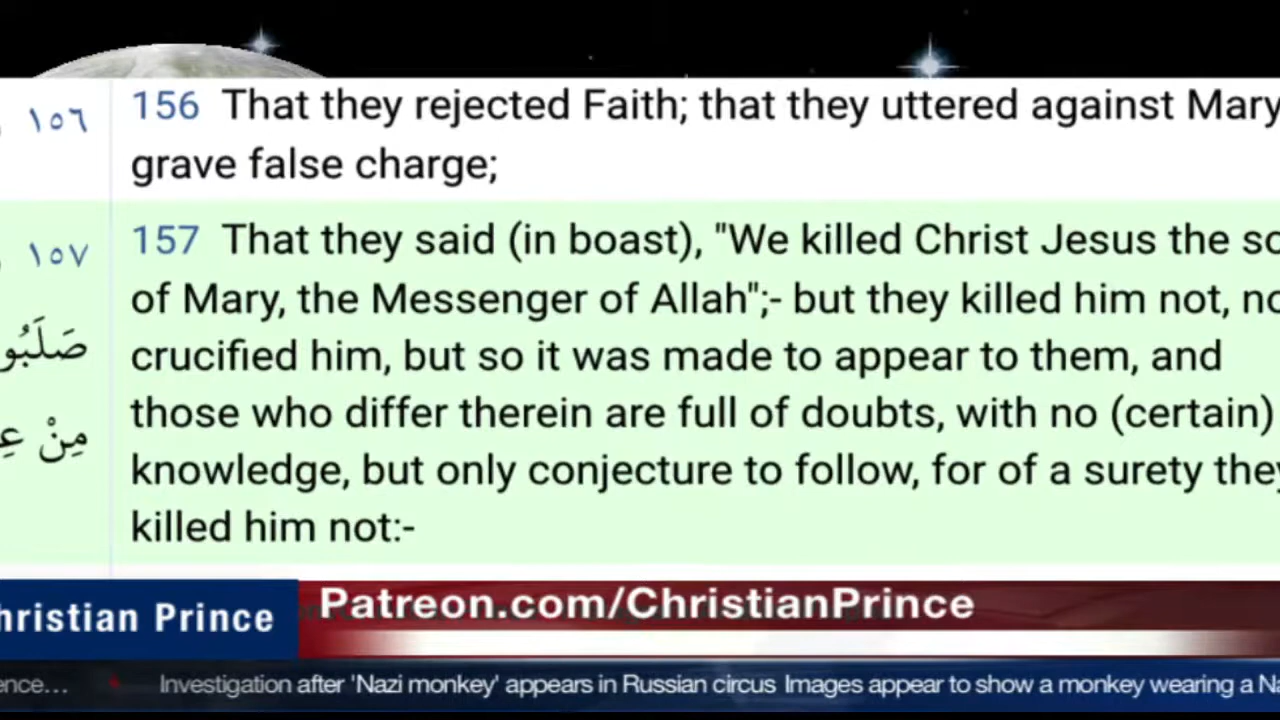 ١٥٦ 156 That they rejected Faith; that they uttered against Mary
grave false charge;
١٥٧ 157 That they said (in boast), "We killed Christ Jesus the so
of Mary, the Messenger of Allah";- but they killed him not, no
صَلَبُو crucified him, but so it was made to appear to them, and
those who differ therein are full of doubts, with no (certain)
مِنْ عِ knowledge, but only conjecture to follow, for of a surety they
killed him not:-
hristian Prince Patreon.com/ChristianPrince
ence... Investigation after 'Nazi monkey' appears in Russian circus Images appear to show a monkey wearing a Na